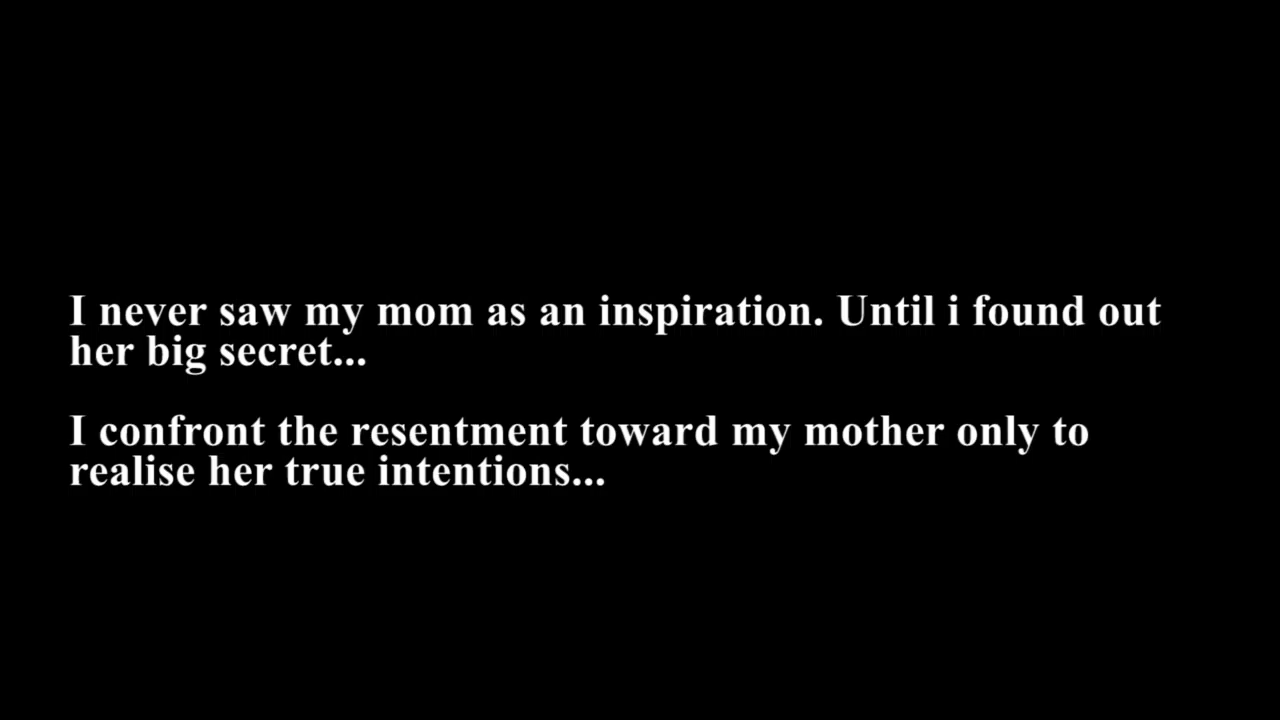 I never saw my mom as an inspiration. Until i found out
her big secret...
I confront the resentment toward my mother only to
realise her true intentions...